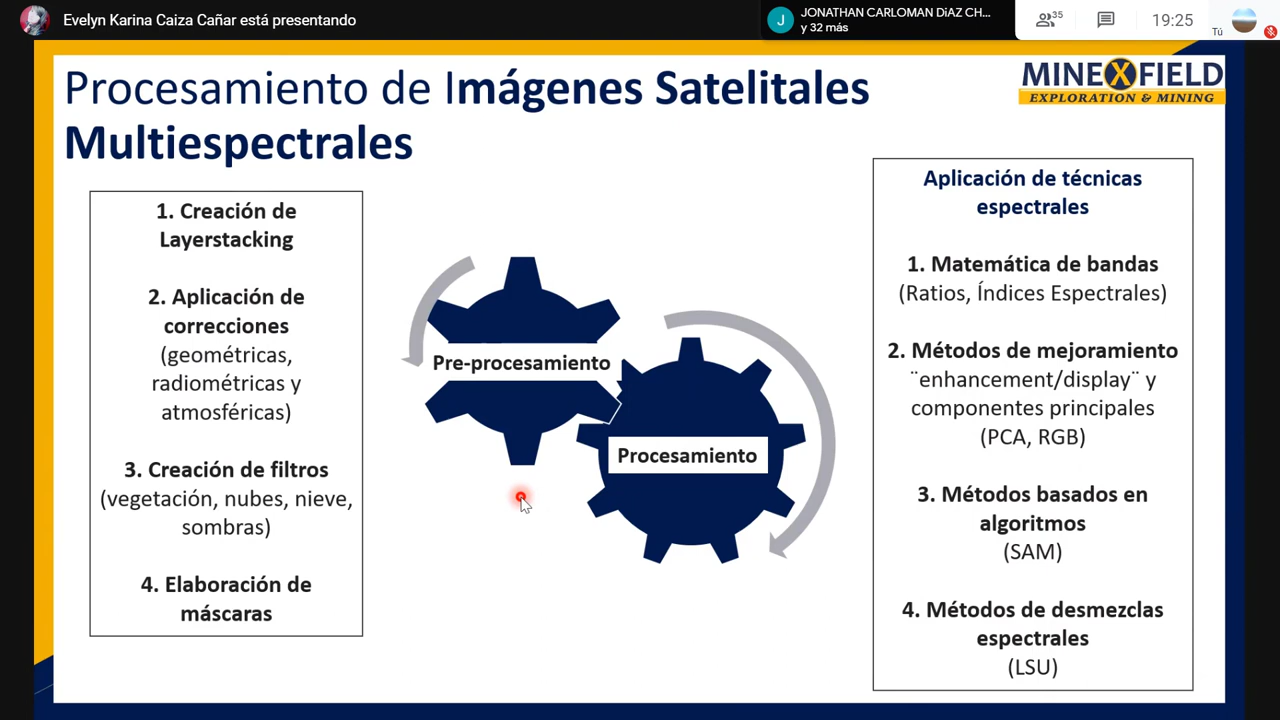 Evelyn Karina Caiza Cañar está presentando
JONATHAN CARLOMAN DiAZ CH...
y 32 más
35
19:25
Tú
J
Procesamiento de Imágenes Satelitales
Multiespectrales
MINEXFIELD
EXPLORATION & MINING
1. Creación de
Layerstacking
2. Aplicación de
correcciones
(geométricas,
radiométricas y
atmosféricas)
3. Creación de filtros
(vegetación, nubes, nieve,
sombras)
4. Elaboración de
máscaras
Pre-procesamiento
Procesamiento
Aplicación de técnicas
espectrales
1. Matemática de bandas
(Ratios, Índices Espectrales)
2. Métodos de mejoramiento
¨enhancement/display¨ y
componentes principales
(PCA, RGB)
3. Métodos basados en
algoritmos
(SAM)
4. Métodos de desmezclas
espectrales
(LSU)